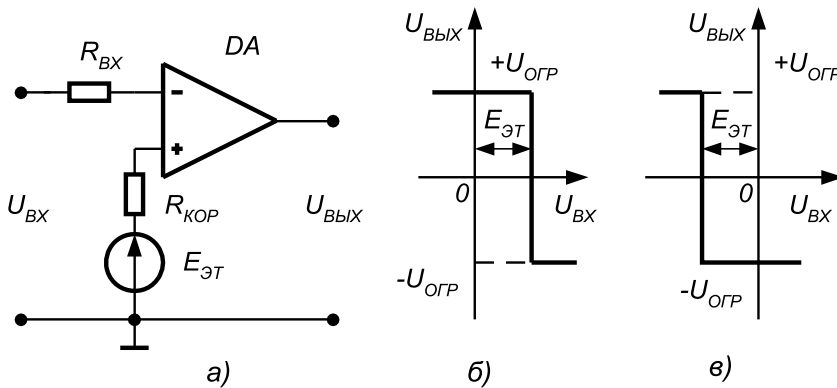 R_ВХ
DA
U_ВХ
R_КОР
E_ЭТ
U_ВЫХ
а)
U_ВЫХ
+U_ОГР
E_ЭТ
0
U_ВХ
-U_ОГР
б)
U_ВЫХ
+U_ОГР
E_ЭТ
0
U_ВХ
-U_ОГР
в)